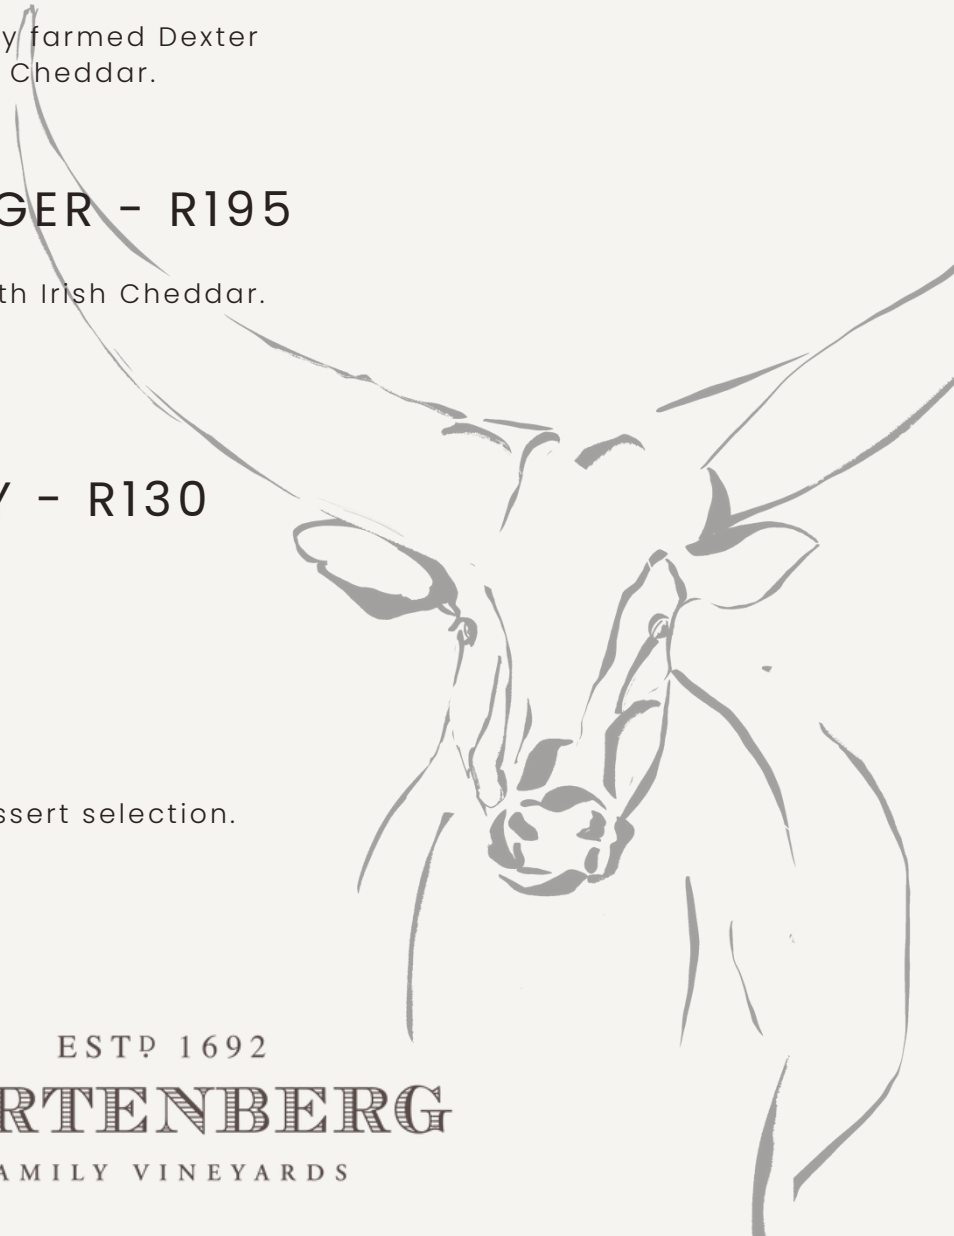 y farmed Dexter
Cheddar.
GER - R195
th Irish Cheddar.
Y - R130
ssert selection.
ESTD 1692
RTENBERG
AMILY VINEYARDS